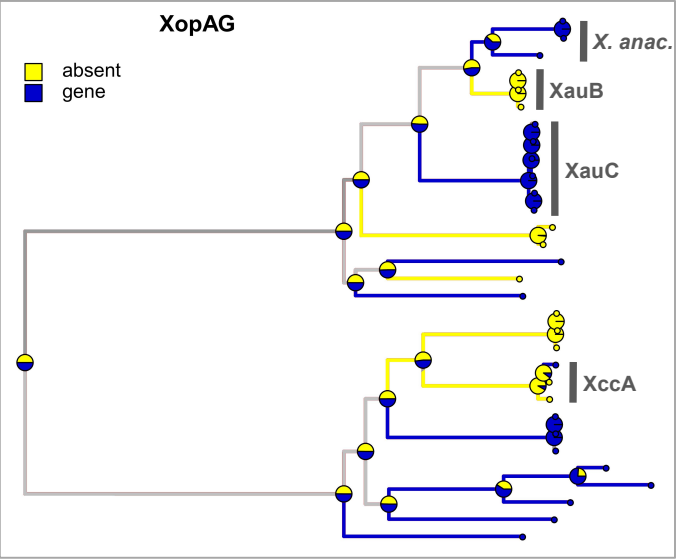 XopAG
absent
gene
X. anac.
XauB
XauC
XccA